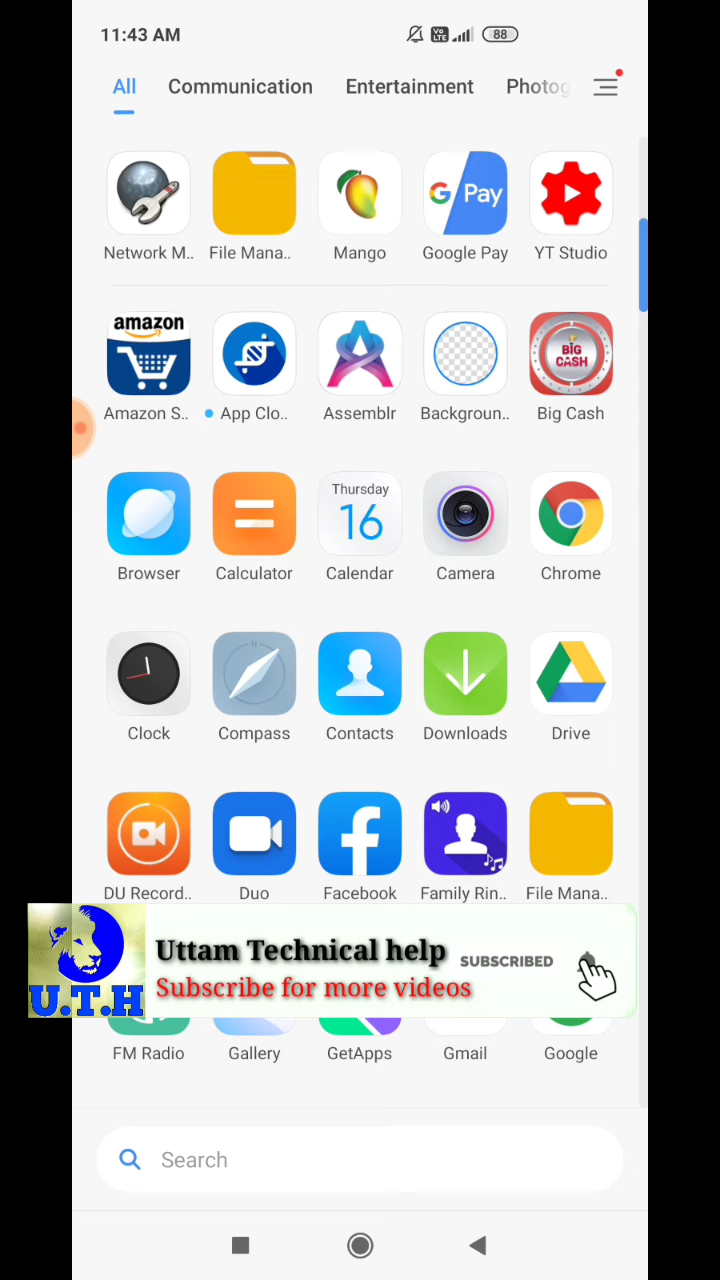 11:43 AM Vo LTE 88
All Communication Entertainment Photog
G Pay
Network M.. File Mana.. Mango Google Pay YT Studio
amazon BIG CASH
Amazon S.. App Clo.. Assemblr Backgroun.. Big Cash
Thursday
16
Browser Calculator Calendar Camera Chrome
N
Clock Compass Contacts Downloads Drive
DU Record.. Duo Facebook Family Rin.. File Mana..
Uttam Technical help SUBSCRIBED
U.T.H Subscribe for more videos
FM Radio Gallery GetApps Gmail Google
Search